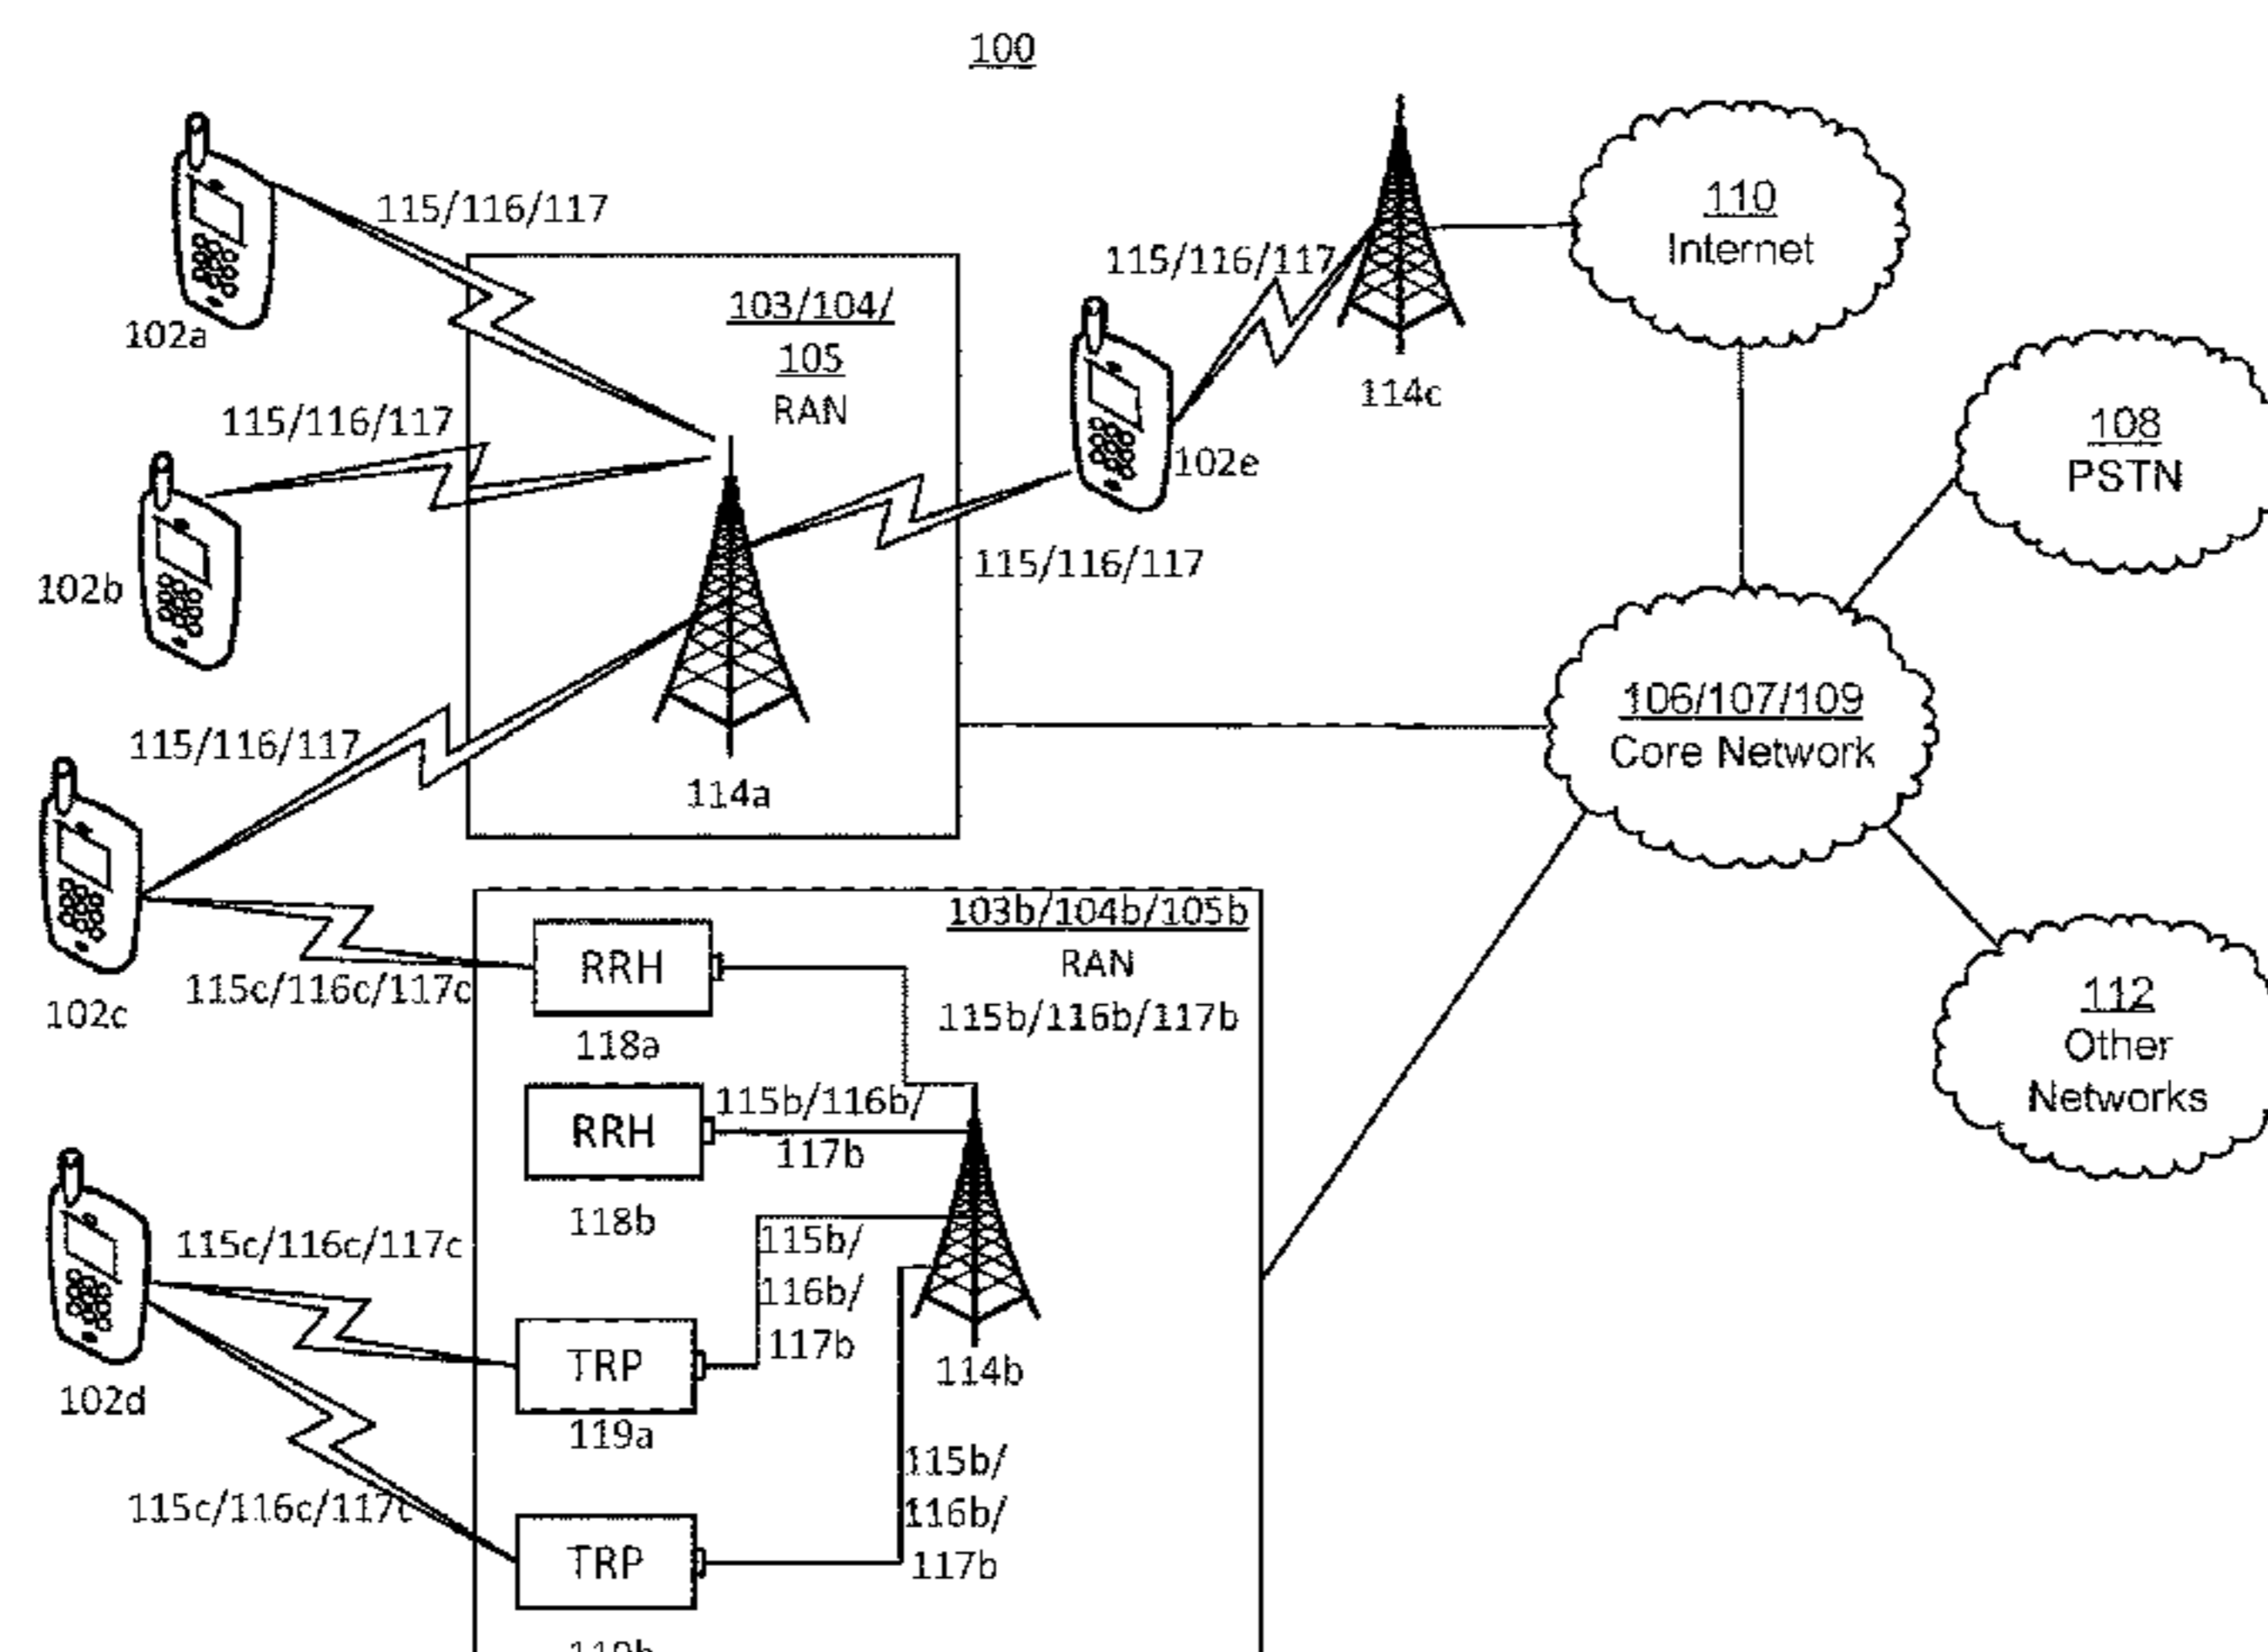 100
115/116/117
102a
103/104/
105
RAN
115/116/117
102b
115/116/117
102e
115/116/117
114c
110
Internet
108
PSTN
115/116/117
102c
114a
106/107/109
Core Network
103b/104b/105b
RAN
115b/116b/117b
RRH
118a
115c/116c/117c
RRH
118b
115b/116b/
117b
112
Other
Networks
115c/116c/117c
102d
115b/
116b/
117b
114b
TRP
119a
115c/116c/117c
115b/
116b/
117b
TRP